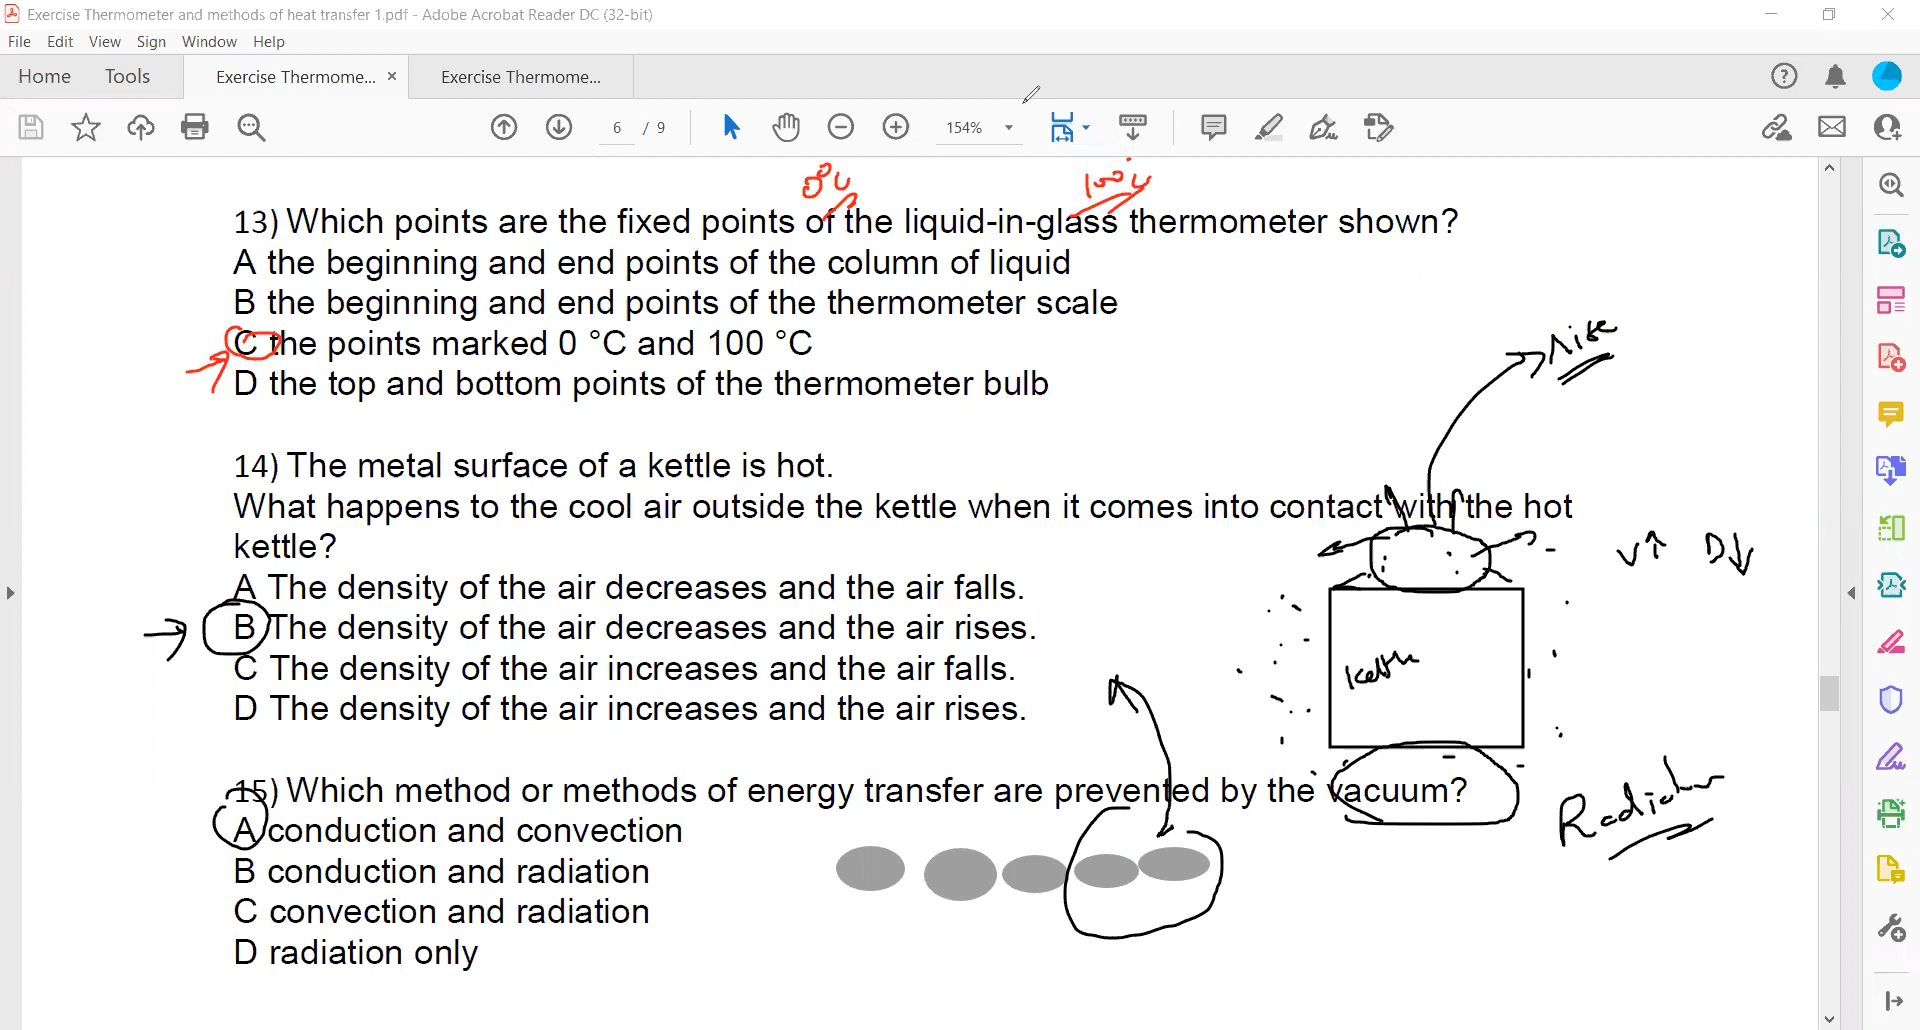 Exercise Thermometer and methods of heat transfer 1.pdf - Adobe Acrobat Reader DC (32-bit)
File Edit View Sign Window Help
Home Tools Exercise Thermome... × Exercise Thermome...
6 / 9 154%
0°C 100°C
13) Which points are the fixed points of the liquid-in-glass thermometer shown?
A the beginning and end points of the column of liquid
B the beginning and end points of the thermometer scale
C the points marked 0 °C and 100 °C
D the top and bottom points of the thermometer bulb
Rise
14) The metal surface of a kettle is hot.
What happens to the cool air outside the kettle when it comes into contact with the hot
kettle?
V↑ D↓
A The density of the air decreases and the air falls.
B The density of the air decreases and the air rises.
C The density of the air increases and the air falls.
D The density of the air increases and the air rises.
Kettle
15) Which method or methods of energy transfer are prevented by the vacuum?
Radiation
A conduction and convection
B conduction and radiation
C convection and radiation
D radiation only